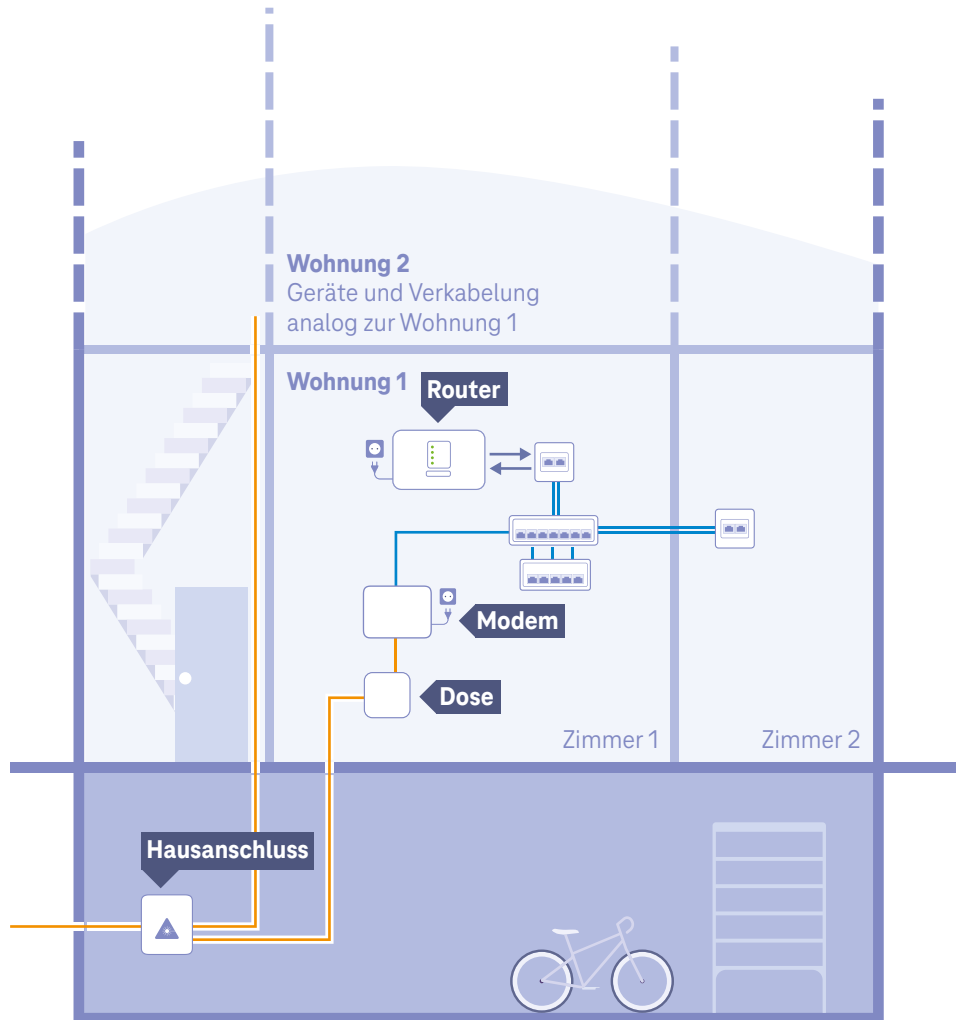 Wohnung 2
Geräte und Verkabelung
analog zur Wohnung 1
Wohnung 1
Router
Modem
Dose
Zimmer 1
Zimmer 2
Hausanschluss